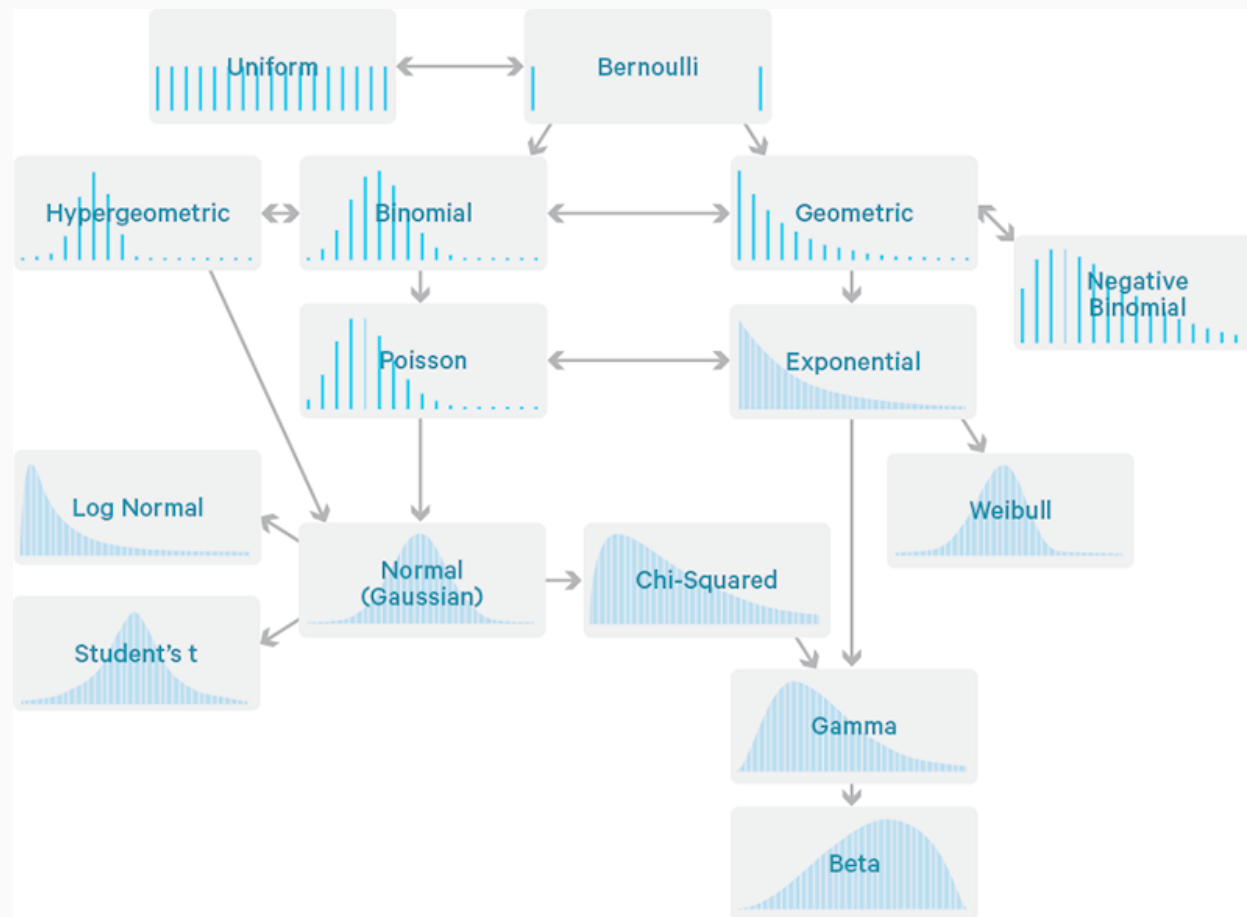 Uniform
Bernoulli
Hypergeometric
Binomial
Geometric
Negative
Binomial
Poisson
Exponential
Log Normal
Weibull
Normal
(Gaussian)
Chi-Squared
Student’s t
Gamma
Beta